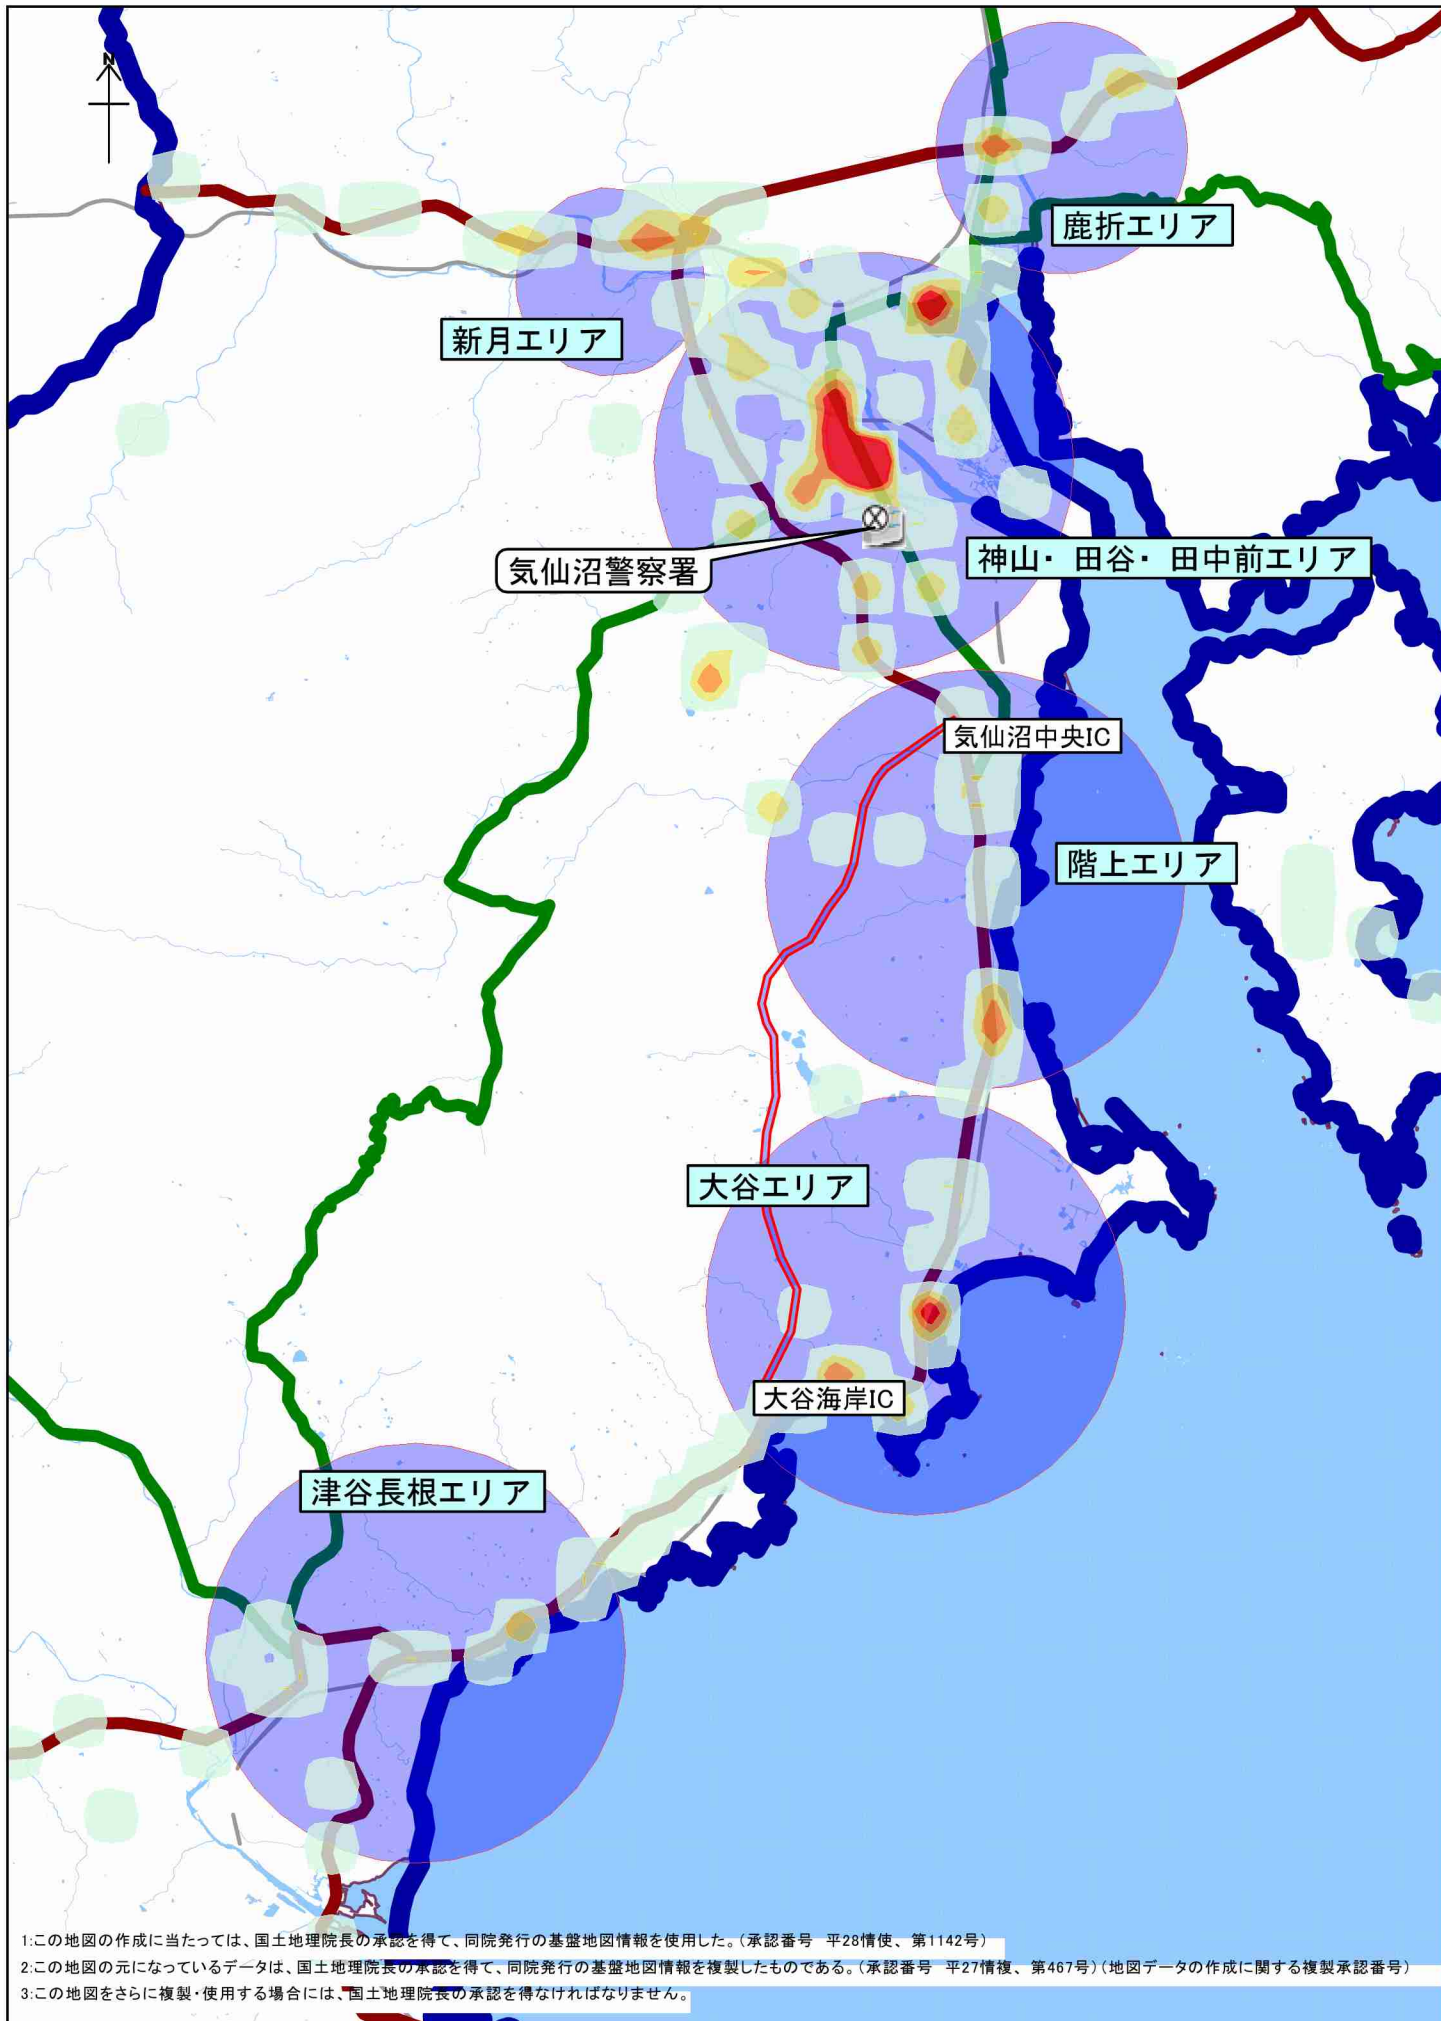 N
鹿折エリア
新月エリア
神山・田谷・田中前エリア
気仙沼警察署
気仙沼中央IC
階上エリア
大谷エリア
大谷海岸IC
津谷長根エリア
1:この地図の作成に当たっては、国土地理院長の承認を得て、同院発行の基盤地図情報を使用した。(承認番号 平28情使、第1142号)
2:この地図の元になっているデータは、国土地理院長の承認を得て、同院発行の基盤地図情報を複製したものである。(承認番号 平27情複、第467号)(地図データの作成に関する複製承認番号)
3:この地図をさらに複製・使用する場合には、国土地理院長の承認を得なければなりません。